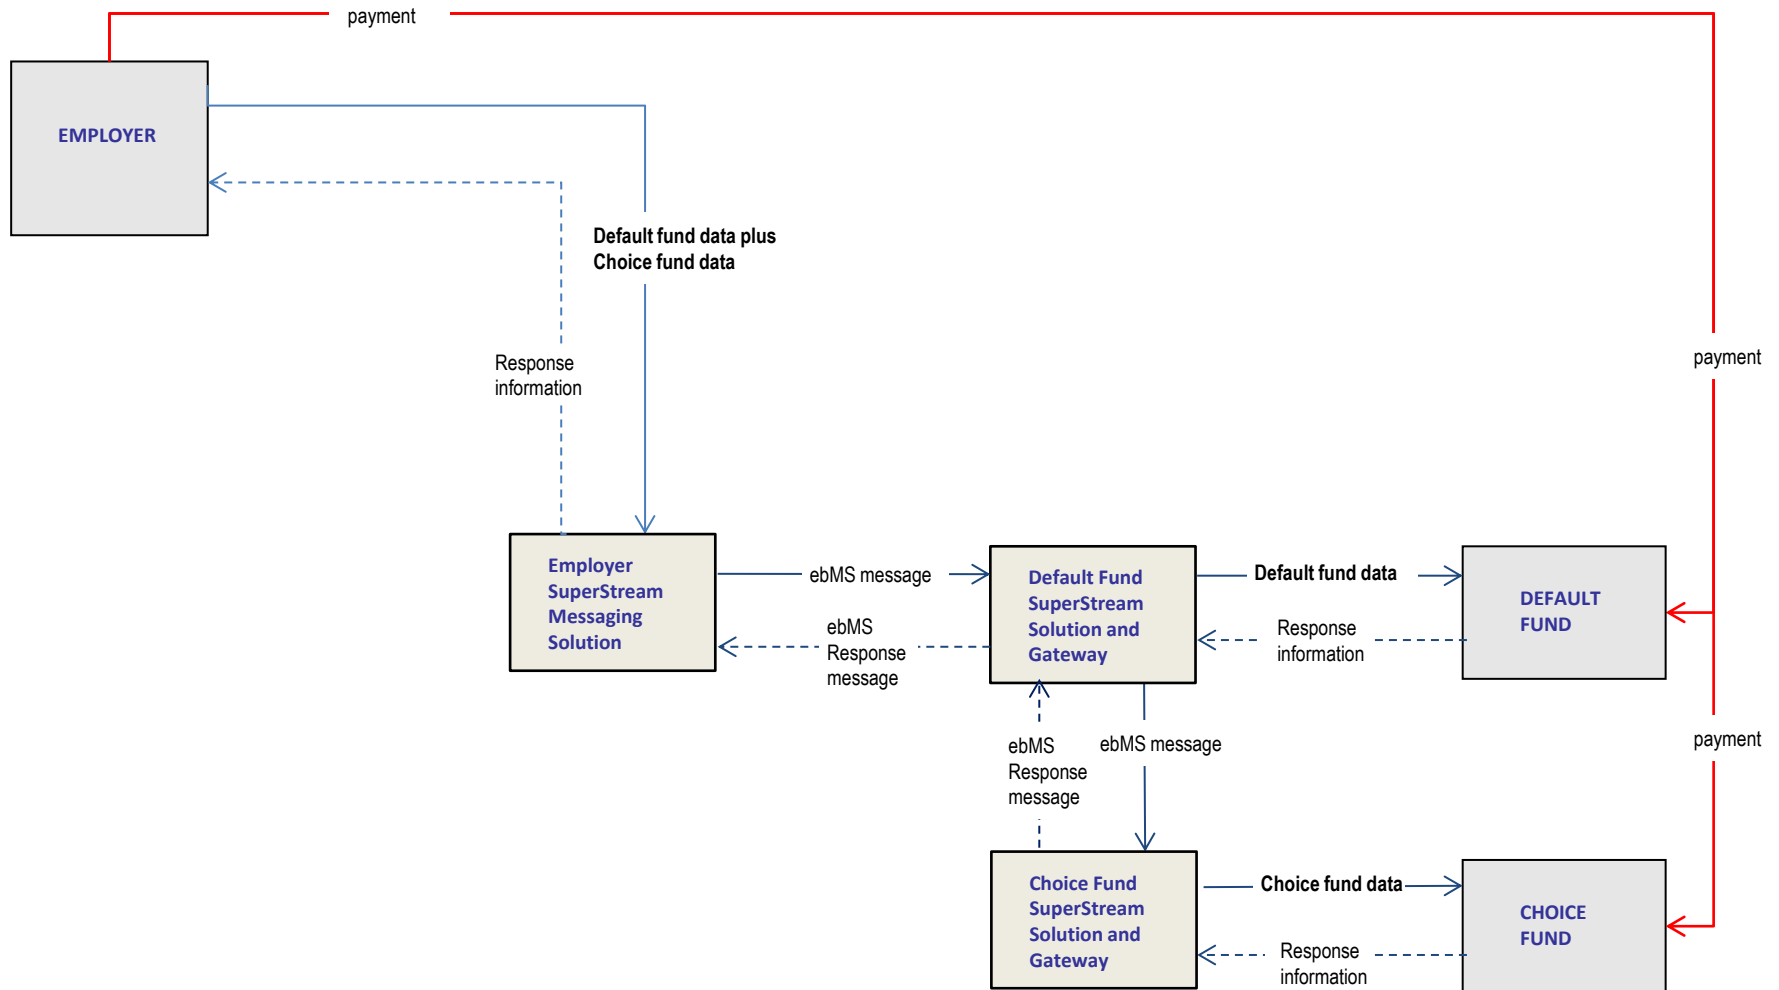 payment
EMPLOYER
Default fund data plus
Choice fund data
Response
information
payment
Employer
SuperStream
Messaging
Solution
ebMS message
ebMS
Response
message
Default Fund
SuperStream
Solution and
Gateway
Default fund data
Response
information
DEFAULT
FUND
ebMS
Response
message
ebMS message
payment
Choice Fund
SuperStream
Solution and
Gateway
Choice fund data
Response
information
CHOICE
FUND